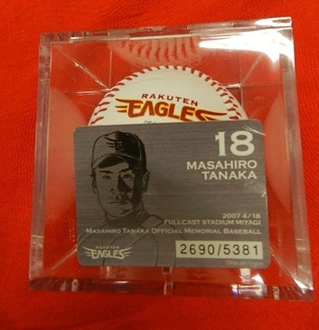 RAKUTEN
EAGLES
18
MASAHIRO
TANAKA
2007 4/18
FULLCAST STADIUM MIYAGI
MASAHIRO TANAKA OFFICIAL MEMORIAL BASEBALL
RAKUTEN
EAGLES
2690/5381